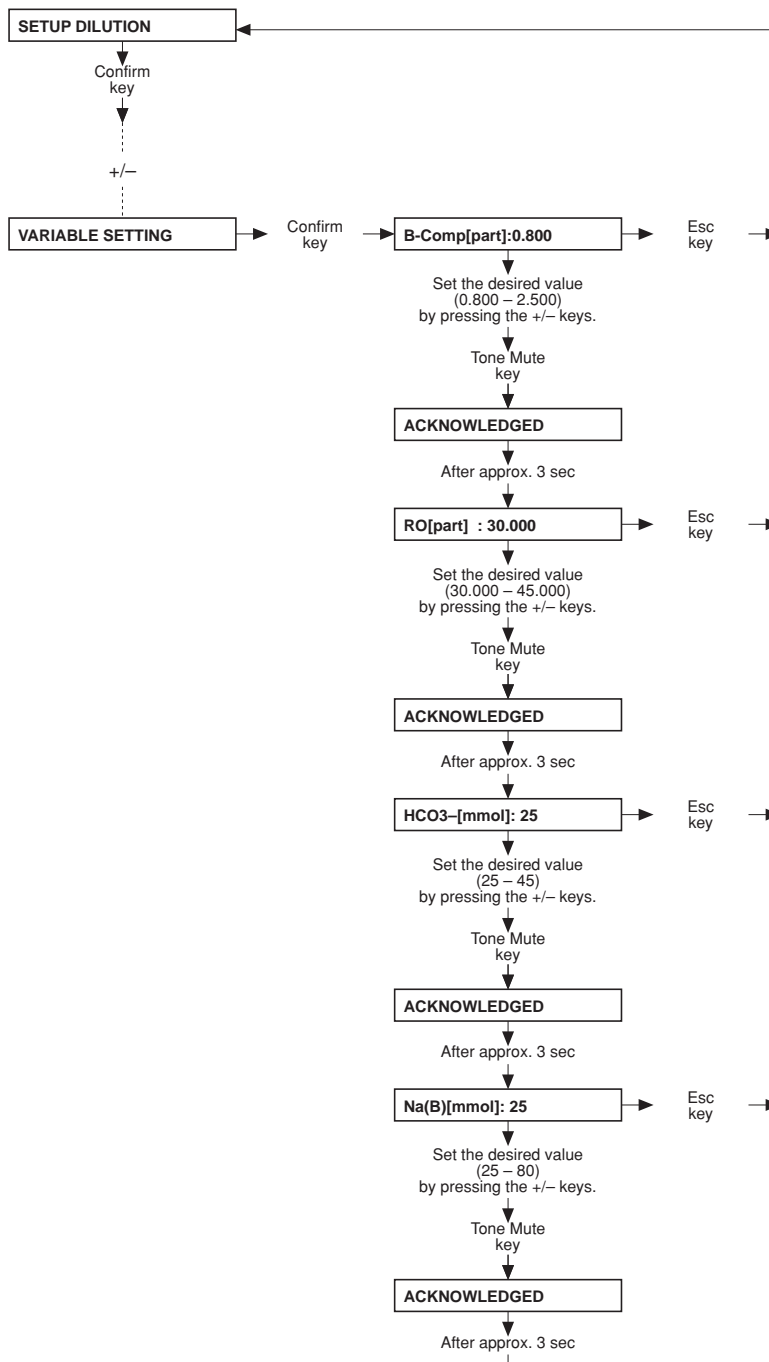 SETUP DILUTION
Confirm
key
+/–
VARIABLE SETTING
Confirm
key
B-Comp[part]:0.800
Esc
key
Set the desired value
(0.800 – 2.500)
by pressing the +/– keys.
Tone Mute
key
ACKNOWLEDGED
After approx. 3 sec
RO[part] : 30.000
Esc
key
Set the desired value
(30.000 – 45.000)
by pressing the +/– keys.
Tone Mute
key
ACKNOWLEDGED
After approx. 3 sec
HCO3–[mmol]: 25
Esc
key
Set the desired value
(25 – 45)
by pressing the +/– keys.
Tone Mute
key
ACKNOWLEDGED
After approx. 3 sec
Na(B)[mmol]: 25
Esc
key
Set the desired value
(25 – 80)
by pressing the +/– keys.
Tone Mute
key
ACKNOWLEDGED
After approx. 3 sec